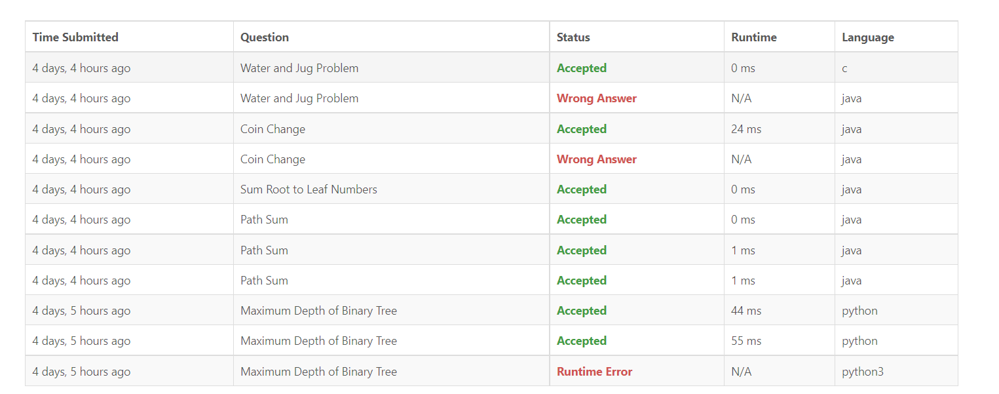 Time Submitted Question Status Runtime Language
4 days, 4 hours ago Water and Jug Problem Accepted 0 ms c
4 days, 4 hours ago Water and Jug Problem Wrong Answer N/A java
4 days, 4 hours ago Coin Change Accepted 24 ms java
4 days, 4 hours ago Coin Change Wrong Answer N/A java
4 days, 4 hours ago Sum Root to Leaf Numbers Accepted 0 ms java
4 days, 4 hours ago Path Sum Accepted 0 ms java
4 days, 4 hours ago Path Sum Accepted 1 ms java
4 days, 4 hours ago Path Sum Accepted 1 ms java
4 days, 5 hours ago Maximum Depth of Binary Tree Accepted 44 ms python
4 days, 5 hours ago Maximum Depth of Binary Tree Accepted 55 ms python
4 days, 5 hours ago Maximum Depth of Binary Tree Runtime Error N/A python3